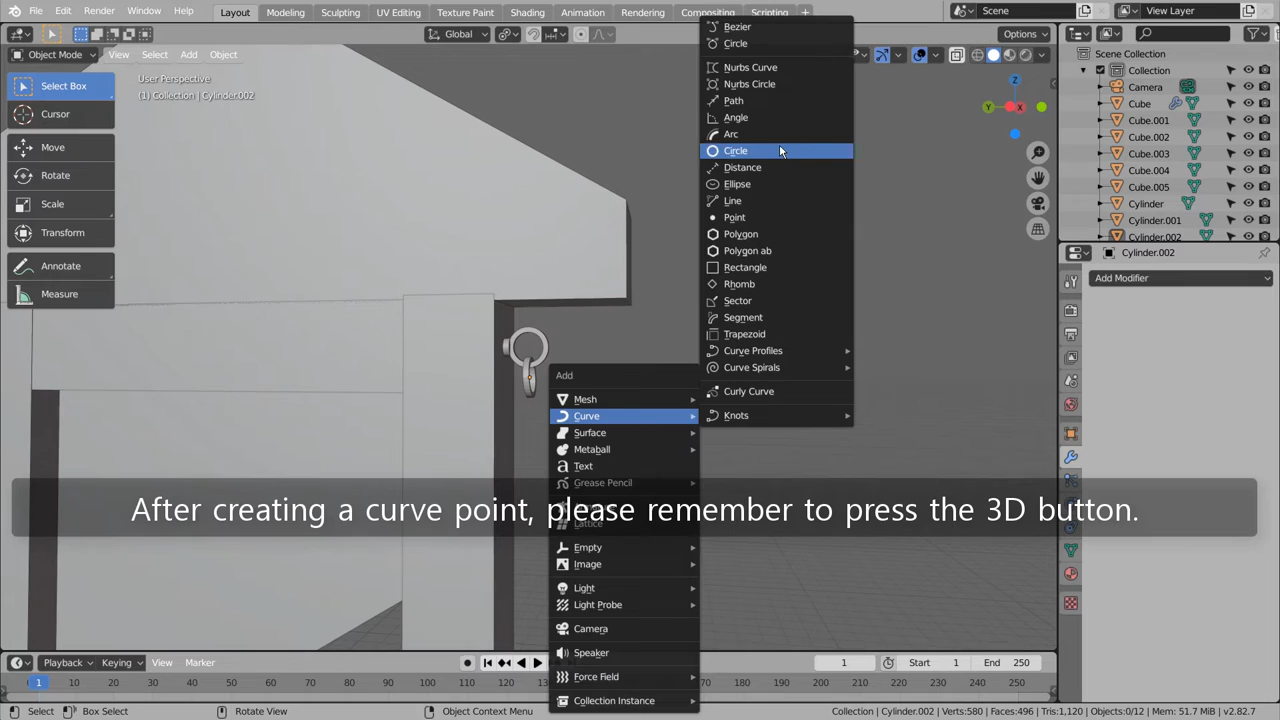 File Edit Render Window Help
Layout Modeling Sculpting UV Editing Texture Paint Shading Animation Rendering Compositing Scripting +
Scene
View Layer
Object Mode View Select Add Object
Global
Options
User Perspective
(1) Collection | Cylinder.002
Select Box
Cursor
Move
Rotate
Scale
Transform
Annotate
Measure
Bezier
Circle
Nurbs Curve
Nurbs Circle
Path
Angle
Arc
Circle
Distance
Ellipse
Line
Point
Polygon
Polygon ab
Rectangle
Rhomb
Sector
Segment
Trapezoid
Curve Profiles
Curve Spirals
Curly Curve
Knots
Add
Mesh
Curve
Surface
Metaball
Text
Grease Pencil
Lattice
Empty
Image
Light
Light Probe
Camera
Speaker
Force Field
Collection Instance
After creating a curve point, please remember to press the 3D button.
Z
Y
X
Scene Collection
Collection
Camera
Cube
Cube.001
Cube.002
Cube.003
Cube.004
Cube.005
Cylinder
Cylinder.001
Cylinder.002
Cylinder.002
Add Modifier
Playback Keying View Marker
1 Start 1 End 250
1 10 20 30 40 50 60 70 80 90 100 110 120 130 140 150 160 170 180 190 200 210 220 230 240 250
Select Box Select Rotate View Object Context Menu
Collection | Cylinder.002 | Verts:580 | Faces:496 | Tris:1,120 | Objects:0/12 | Mem: 51.7 MiB | v2.82.7